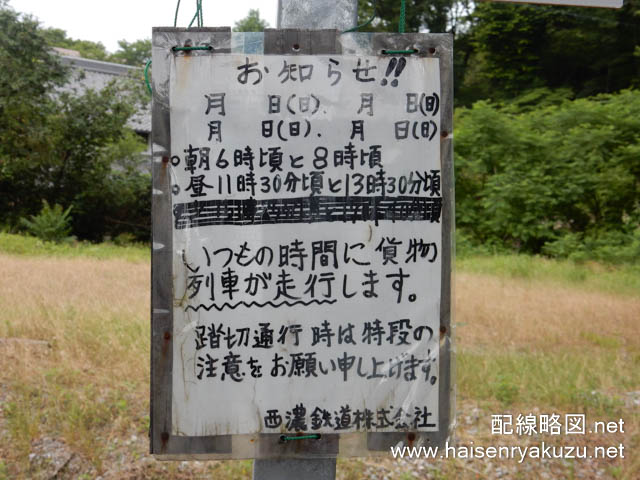 お知らせ!!
月 日(日)、月 日(日)
月 日(日)、月 日(日)
○朝6時頃と8時頃
○昼11時30分頃と13時30分頃
いつもの時間に貨物
列車が走行します。
踏切通行時は特段の
注意をお願い申し上げます。
西濃鉄道株式会社
配線略図.net
www.haisenryakuzu.net